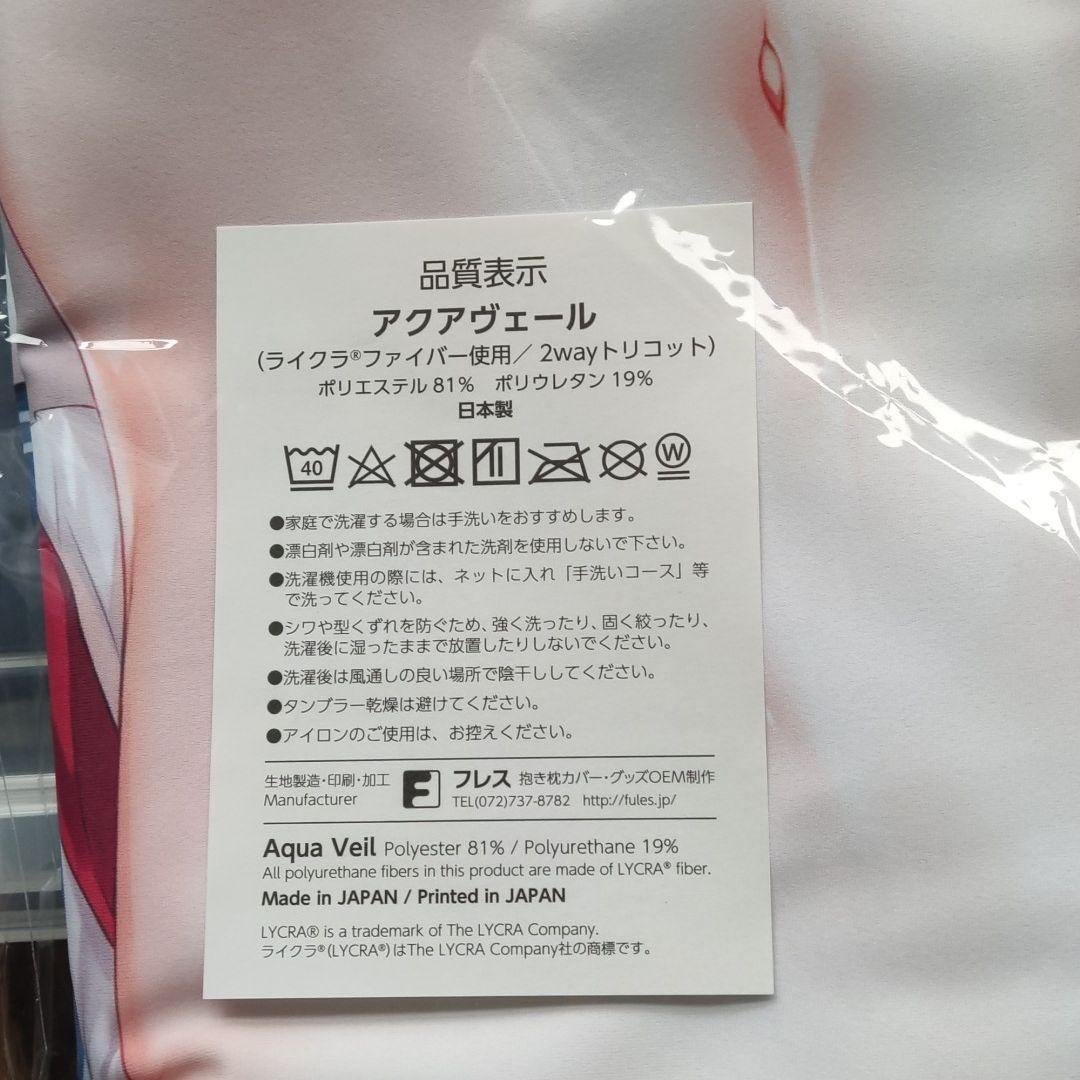 品質表示
アクアヴェール
(ライクラ®ファイバー使用／2wayトリコット)
ポリエステル 81%　ポリウレタン 19%
日本製
40 W
●家庭で洗濯する場合は手洗いをおすすめします。
●漂白剤や漂白剤が含まれた洗剤を使用しないで下さい。
●洗濯機使用の際には、ネットに入れ「手洗いコース」等
で洗ってください。
●シワや型くずれを防ぐため、強く洗ったり、固く絞ったり、
洗濯後に湿ったままで放置したりしないでください。
●洗濯後は風通しの良い場所で陰干ししてください。
●タンブラー乾燥は避けてください。
●アイロンのご使用は、お控えください。
生地製造・印刷・加工 フレス 抱き枕カバー・グッズOEM制作
Manufacturer TEL(072)737-8782 http://fules.jp/
Aqua Veil Polyester 81% / Polyurethane 19%
All polyurethane fibers in this product are made of LYCRA® fiber.
Made in JAPAN / Printed in JAPAN
LYCRA® is a trademark of The LYCRA Company.
ライクラ®(LYCRA®)はThe LYCRA Company社の商標です。